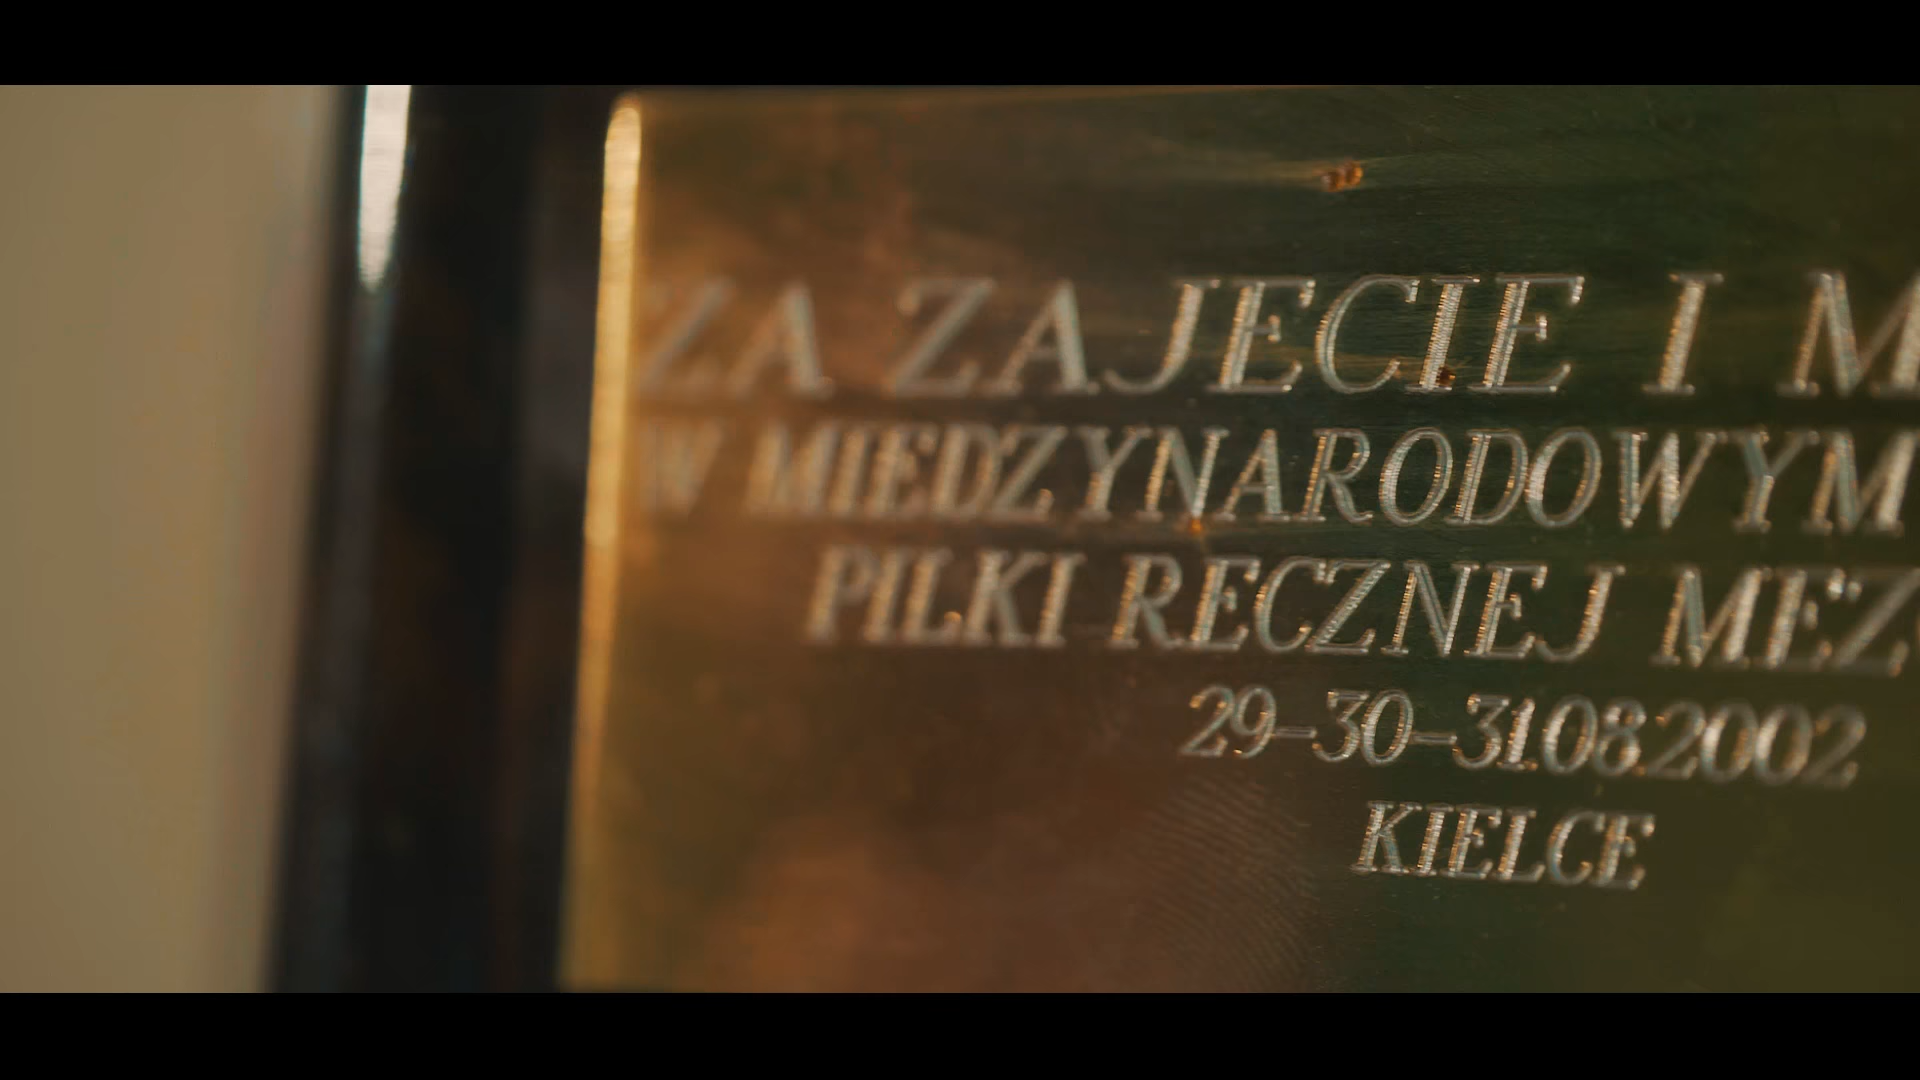 ZA ZAJECIE I M
W MIEDZYNARODOWYM
PILKI RECZNEJ MEZ
29-30-31.08.2002
KIELCE